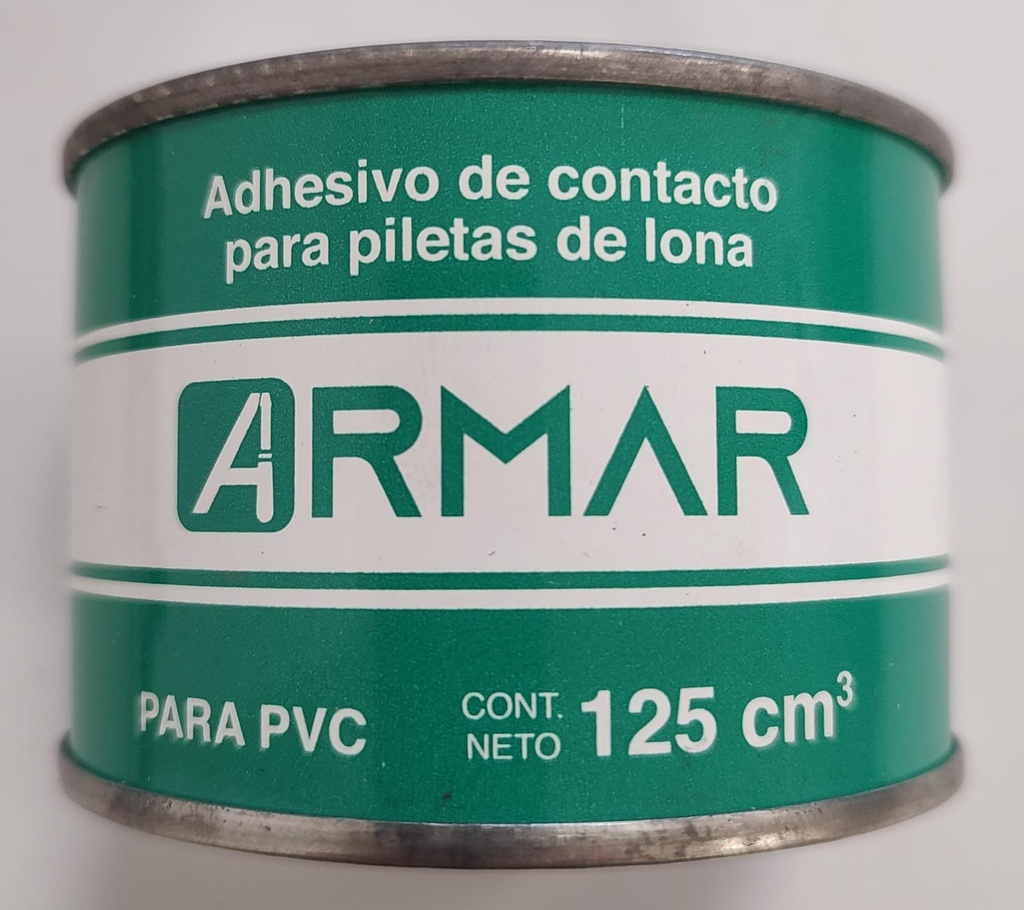 Adhesivo de contacto
para piletas de lona
ARMAR
PARA PVC
CONT. NETO 125 cm³